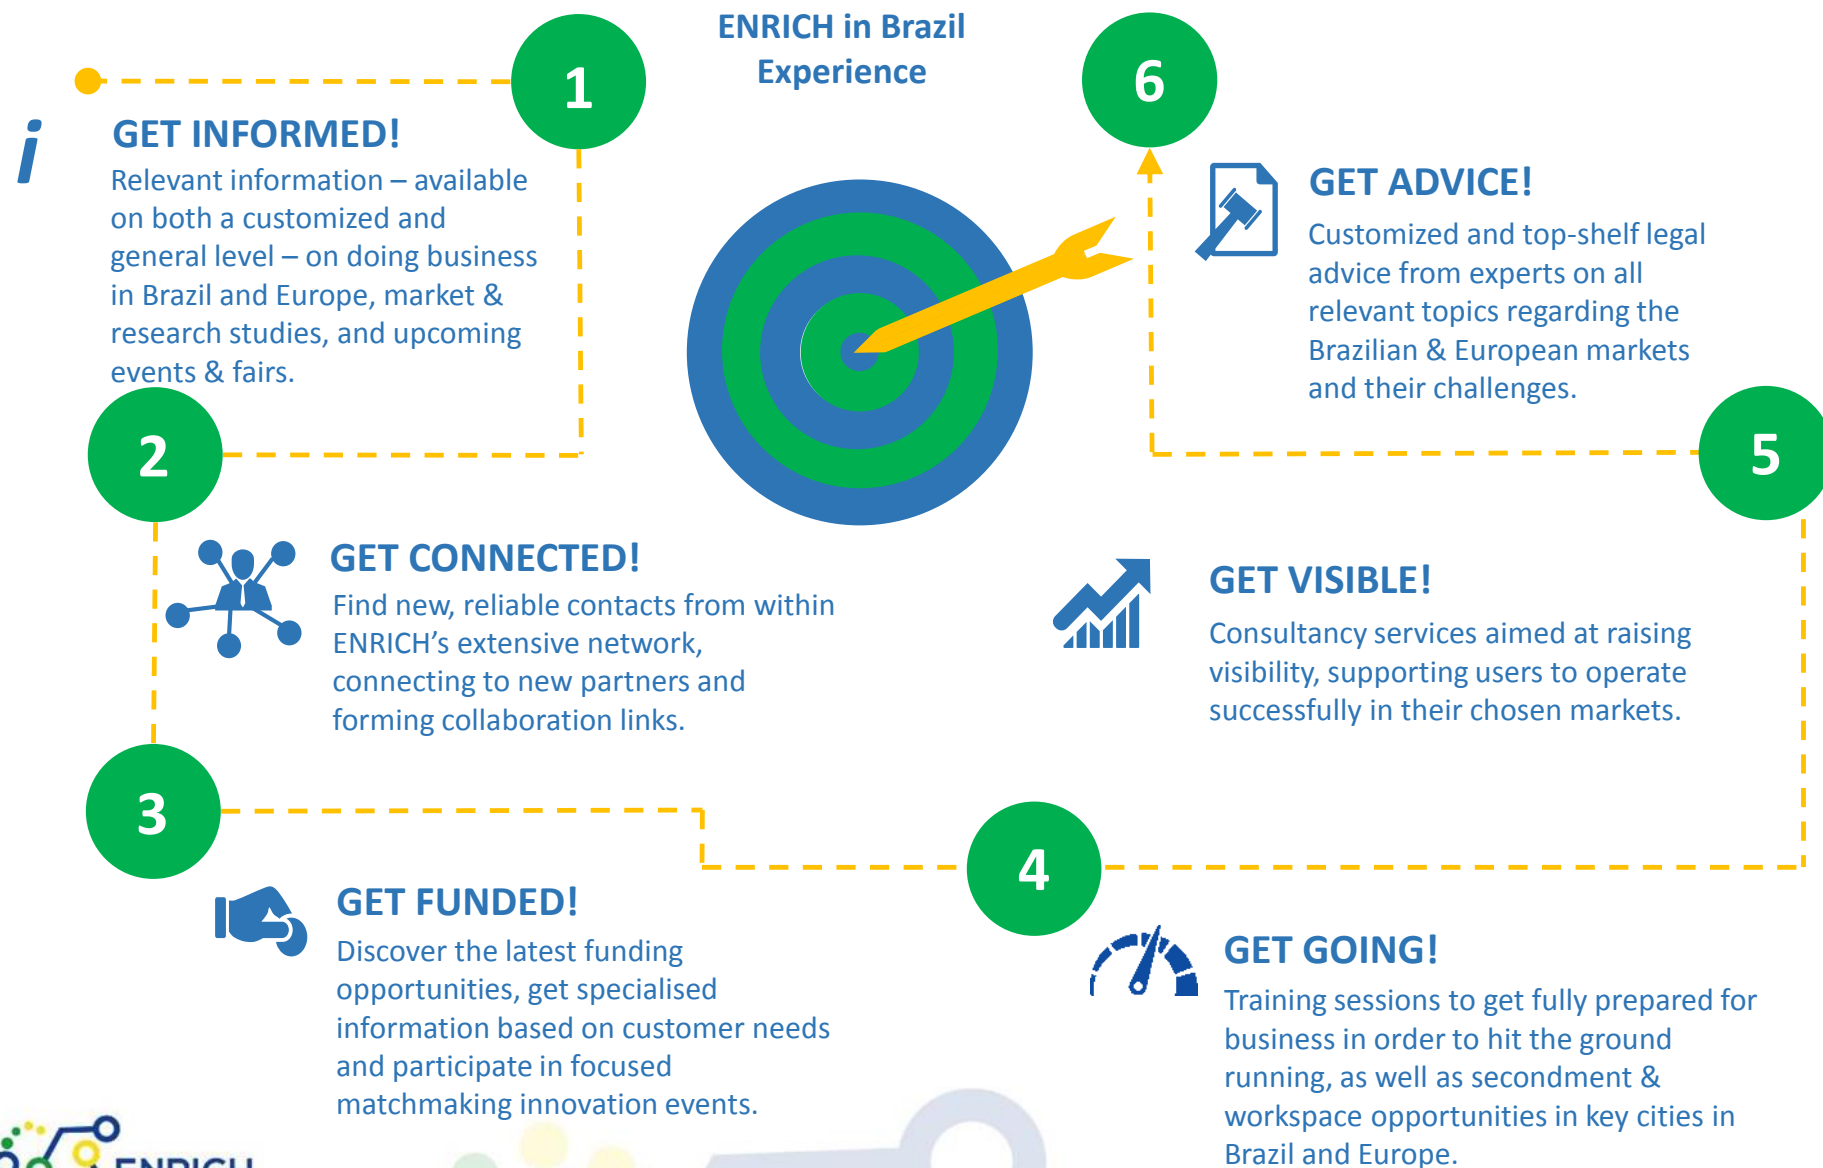 ENRICH in Brazil
Experience
1
i
GET INFORMED!
Relevant information – available
on both a customized and
general level – on doing business
in Brazil and Europe, market &
research studies, and upcoming
events & fairs.
2
GET CONNECTED!
Find new, reliable contacts from within
ENRICH’s extensive network,
connecting to new partners and
forming collaboration links.
3
GET FUNDED!
Discover the latest funding
opportunities, get specialised
information based on customer needs
and participate in focused
matchmaking innovation events.
4
GET GOING!
Training sessions to get fully prepared for
business in order to hit the ground
running, as well as secondment &
workspace opportunities in key cities in
Brazil and Europe.
5
GET VISIBLE!
Consultancy services aimed at raising
visibility, supporting users to operate
successfully in their chosen markets.
6
GET ADVICE!
Customized and top-shelf legal
advice from experts on all
relevant topics regarding the
Brazilian & European markets
and their challenges.
ENRICH